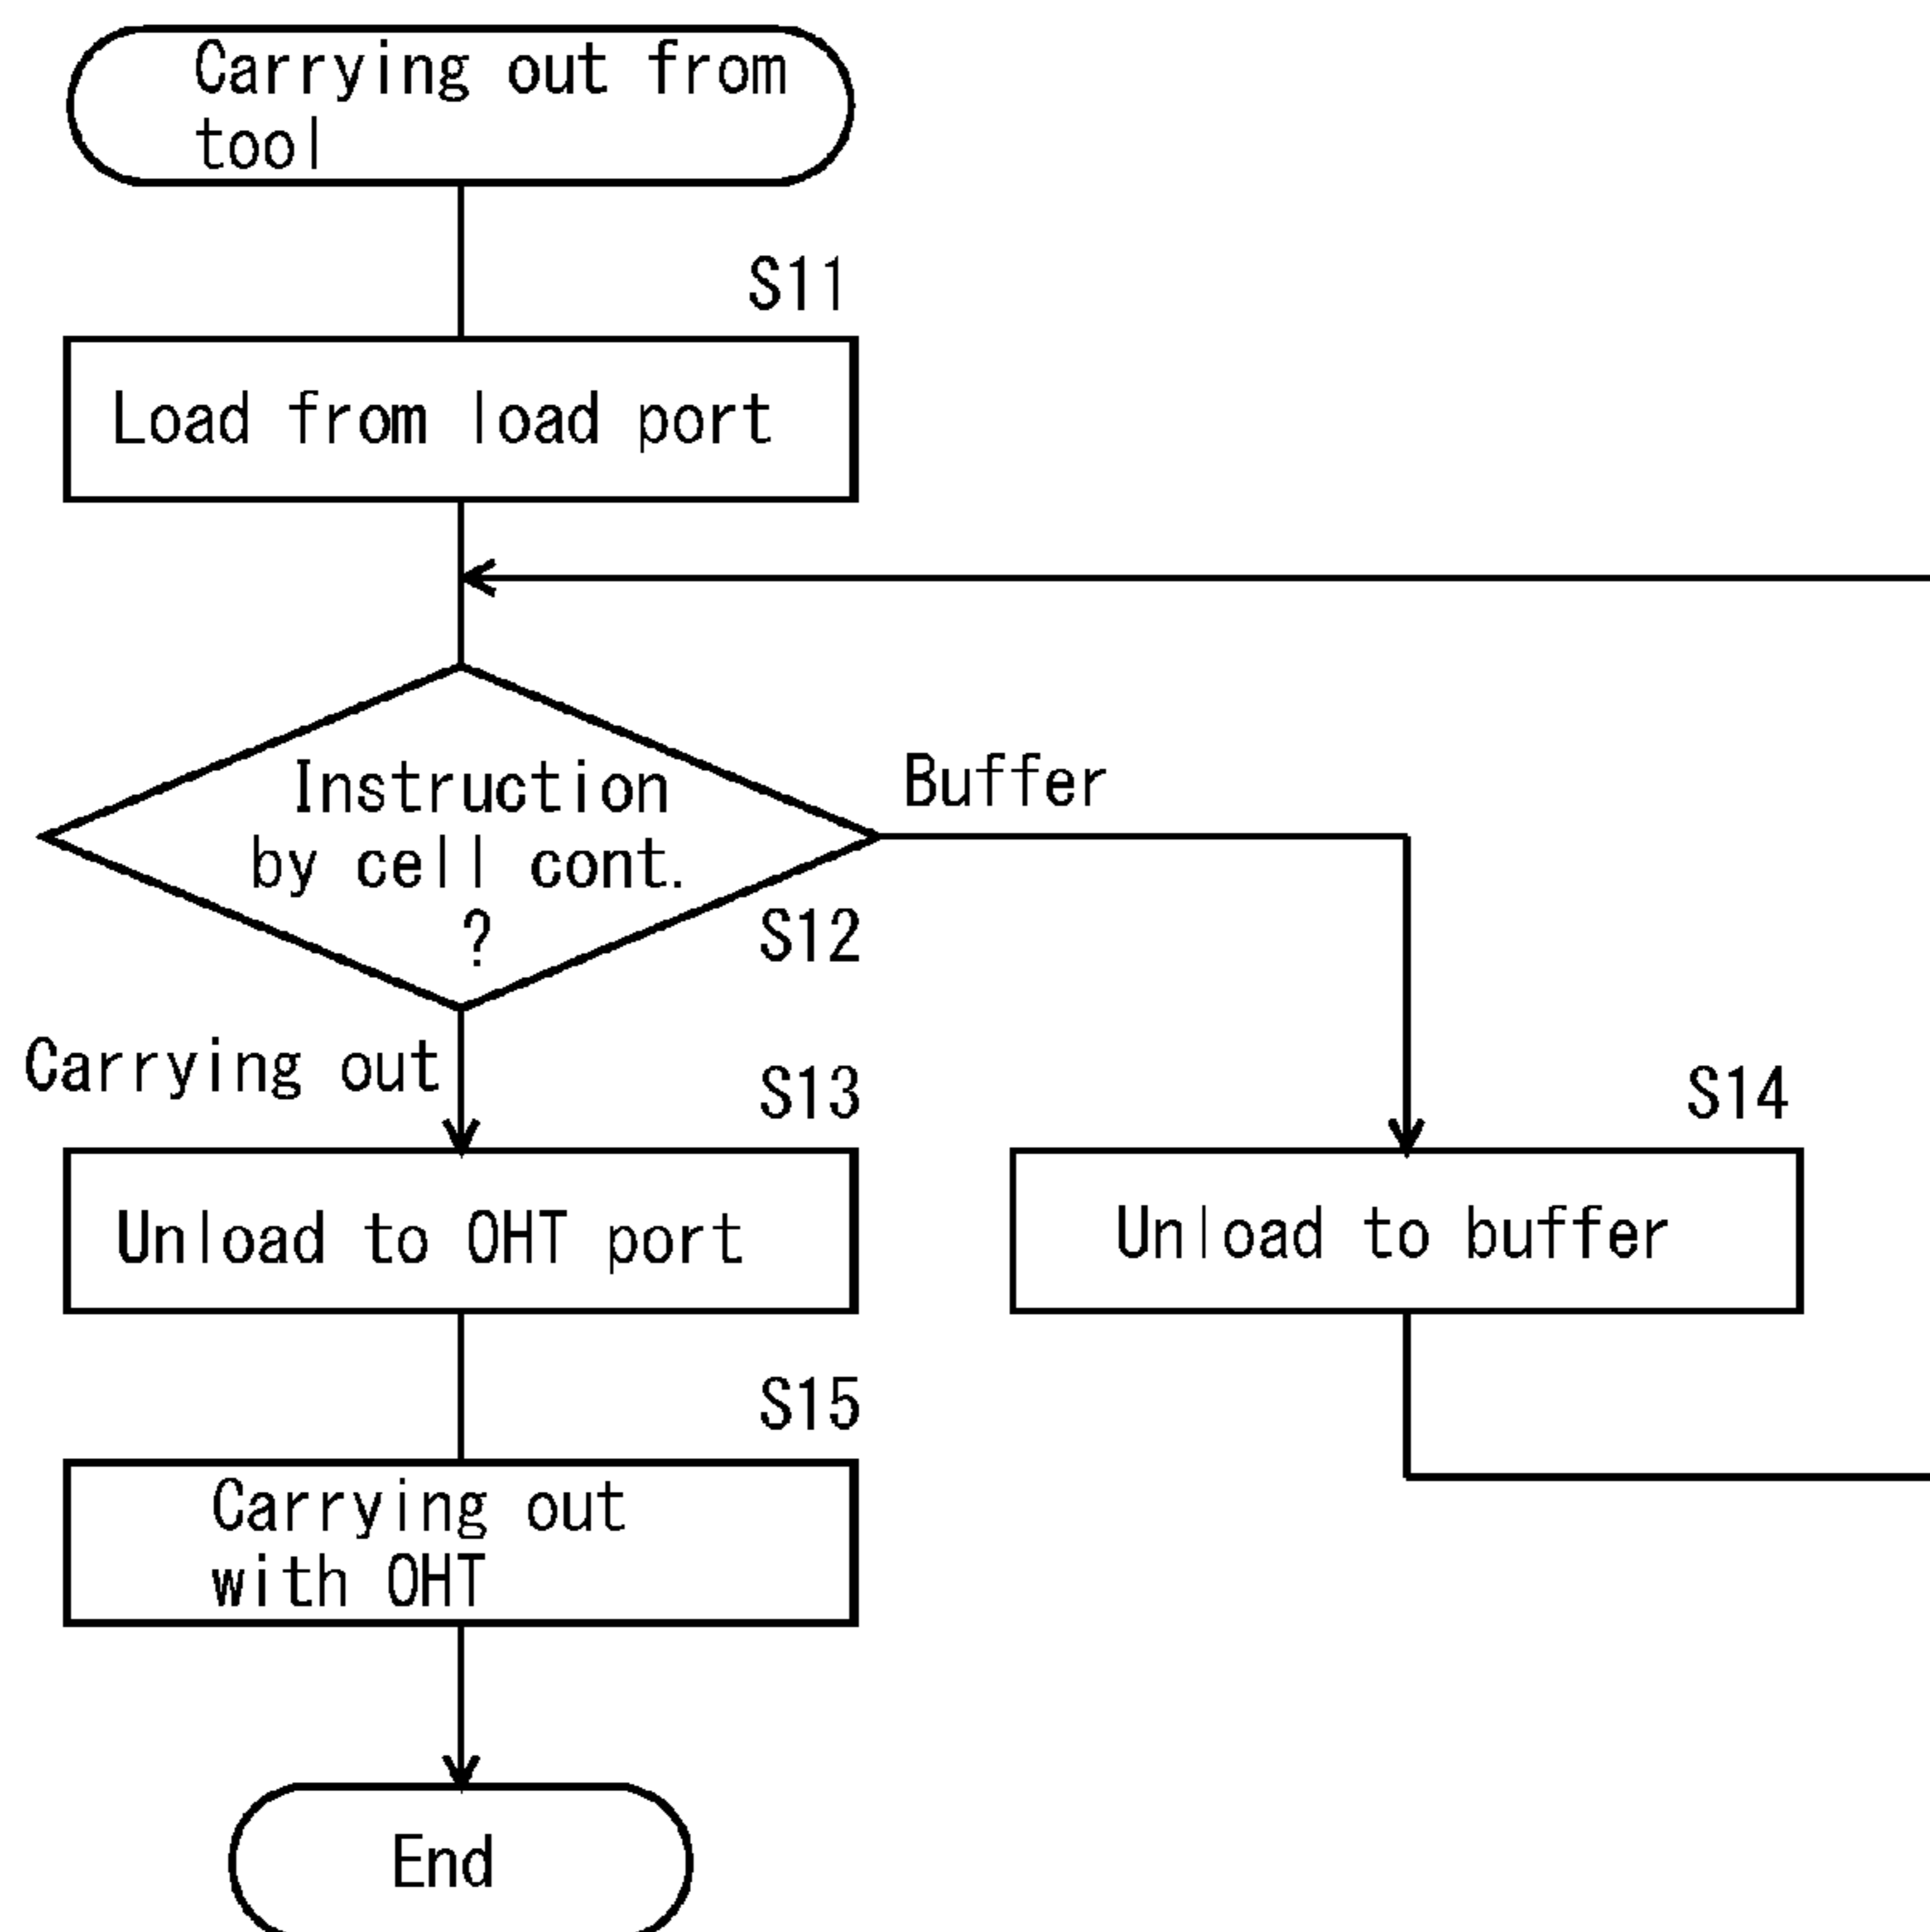 Carrying out from
tool
S11
Load from load port
Instruction
by cell cont.
?
Buffer
S12
Carrying out
S13
S14
Unload to OHT port
Unload to buffer
S15
Carrying out
with OHT
End